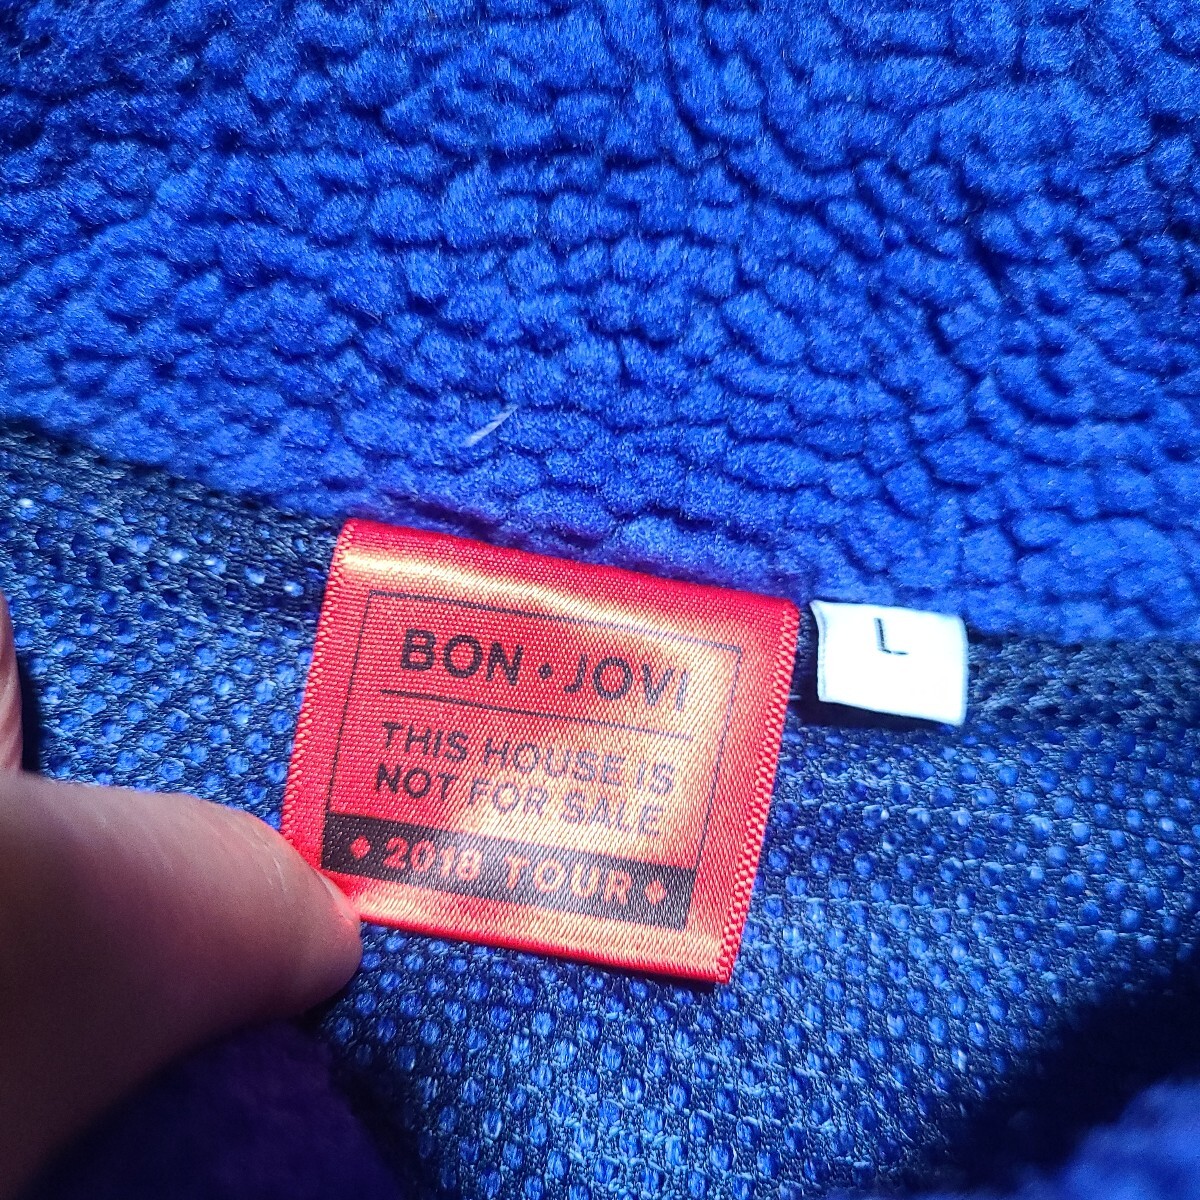 BON • JOVI
THIS HOUSE IS
NOT FOR SALE
◆ 2018 TOUR ◆
L